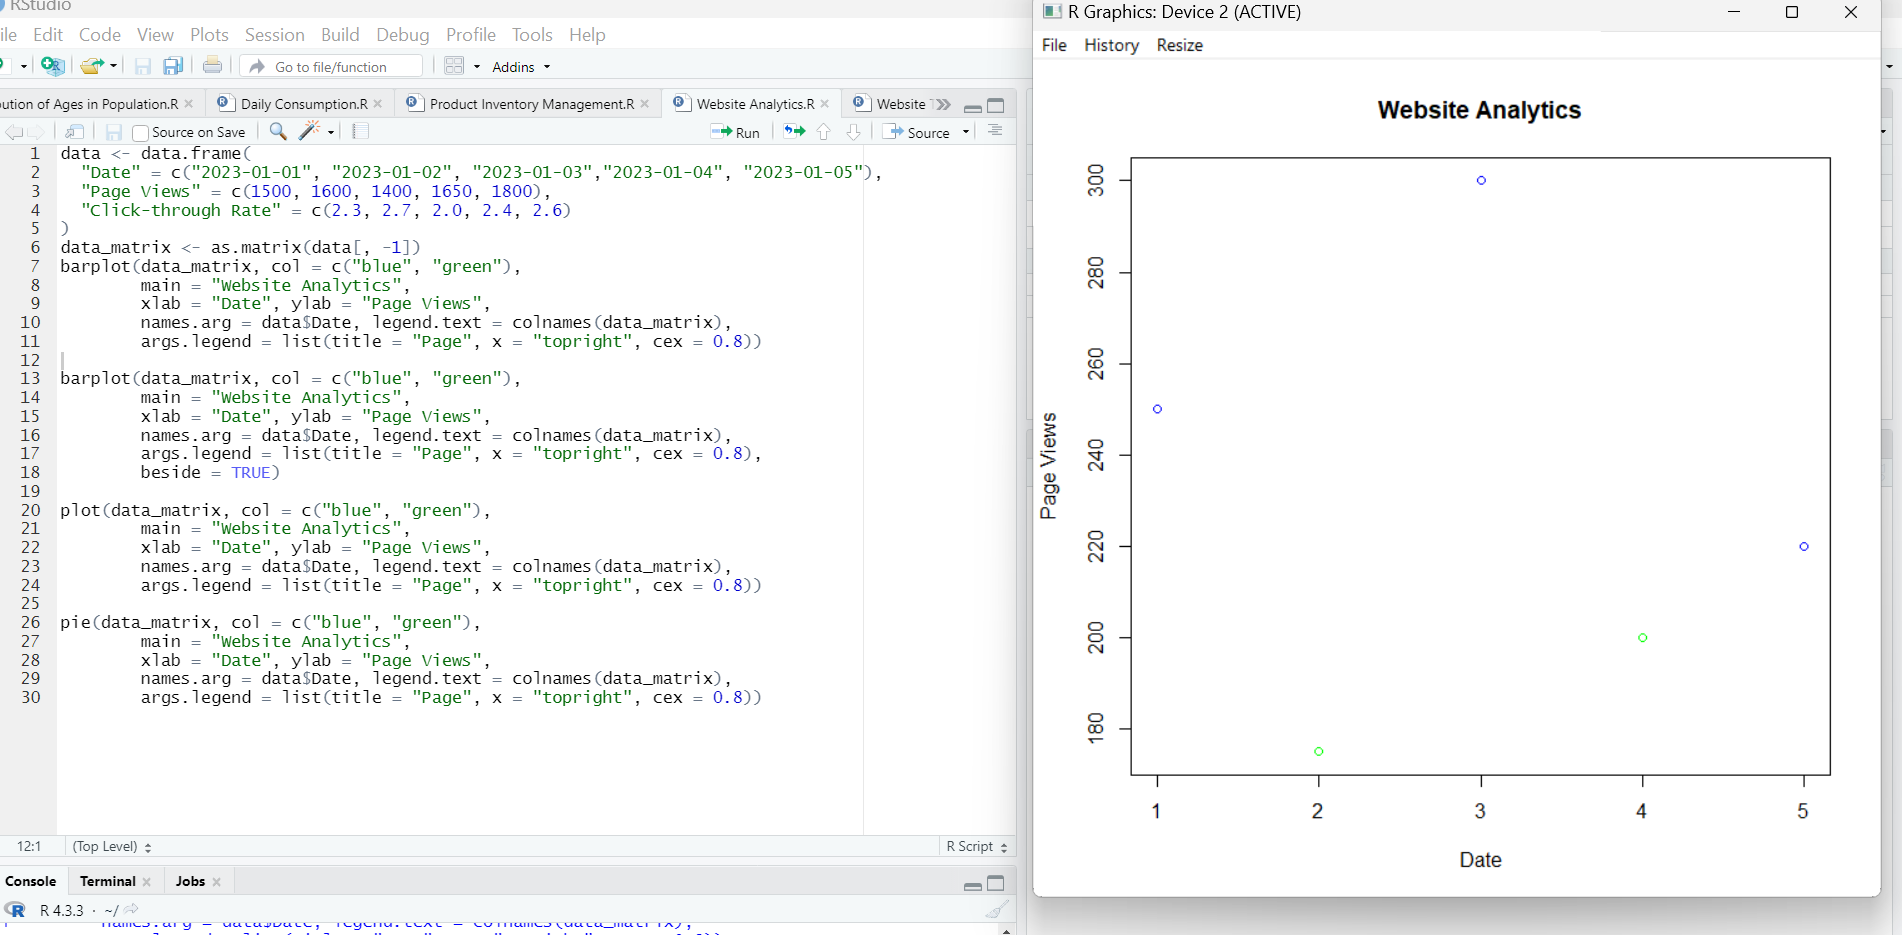 RStudio
ile Edit Code View Plots Session Build Debug Profile Tools Help
Go to file/function Addins
ution of Ages in Population.R Daily Consumption.R Product Inventory Management.R Website Analytics.R Website
Source on Save Run Source
1 data <- data.frame(
2 "Date" = c("2023-01-01", "2023-01-02", "2023-01-03","2023-01-04", "2023-01-05"),
3 "Page Views" = c(1500, 1600, 1400, 1650, 1800),
4 "Click-through Rate" = c(2.3, 2.7, 2.0, 2.4, 2.6)
5 )
6 data_matrix <- as.matrix(data[, -1])
7 barplot(data_matrix, col = c("blue", "green"),
8 main = "Website Analytics",
9 xlab = "Date", ylab = "Page Views",
10 names.arg = data$Date, legend.text = colnames(data_matrix),
11 args.legend = list(title = "Page", x = "topright", cex = 0.8))
12
13 barplot(data_matrix, col = c("blue", "green"),
14 main = "Website Analytics",
15 xlab = "Date", ylab = "Page Views",
16 names.arg = data$Date, legend.text = colnames(data_matrix),
17 args.legend = list(title = "Page", x = "topright", cex = 0.8),
18 beside = TRUE)
19
20 plot(data_matrix, col = c("blue", "green"),
21 main = "Website Analytics",
22 xlab = "Date", ylab = "Page Views",
23 names.arg = data$Date, legend.text = colnames(data_matrix),
24 args.legend = list(title = "Page", x = "topright", cex = 0.8))
25
26 pie(data_matrix, col = c("blue", "green"),
27 main = "Website Analytics",
28 xlab = "Date", ylab = "Page Views",
29 names.arg = data$Date, legend.text = colnames(data_matrix),
30 args.legend = list(title = "Page", x = "topright", cex = 0.8))
12:1 (Top Level) R Script
Console Terminal Jobs
R 4.3.3 · ~/
names.arg = data$Date, legend.text = colnames(data_matrix),
R Graphics: Device 2 (ACTIVE)
File History Resize
Website Analytics
Page Views
300
280
260
240
220
200
180
1 2 3 4 5
Date